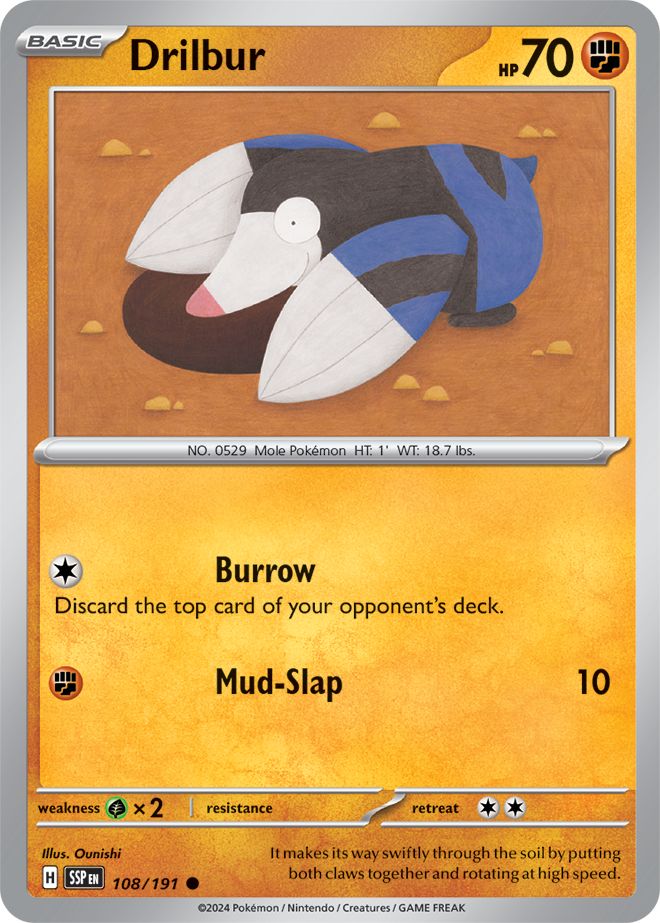 BASIC
Drilbur
HP 70
NO. 0529 Mole Pokémon HT: 1' WT: 18.7 lbs.
Burrow
Discard the top card of your opponent's deck.
Mud-Slap 10
weakness ×2 resistance retreat
Illus. Ounishi
It makes its way swiftly through the soil by putting
both claws together and rotating at high speed.
H SSP EN 108/191
©2024 Pokémon / Nintendo / Creatures / GAME FREAK